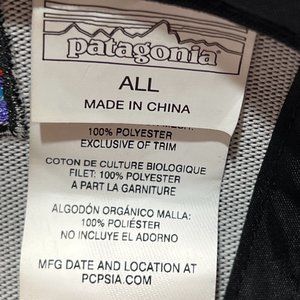 patagonia
ALL
MADE IN CHINA
100% POLYESTER
EXCLUSIVE OF TRIM
COTON DE CULTURE BIOLOGIQUE
FILET: 100% POLYESTER
A PART LA GARNITURE
ALGODÓN ORGÁNICO MALLA:
100% POLIÉSTER
NO INCLUYE EL ADORNO
MFG DATE AND LOCATION AT
PCPSIA.COM